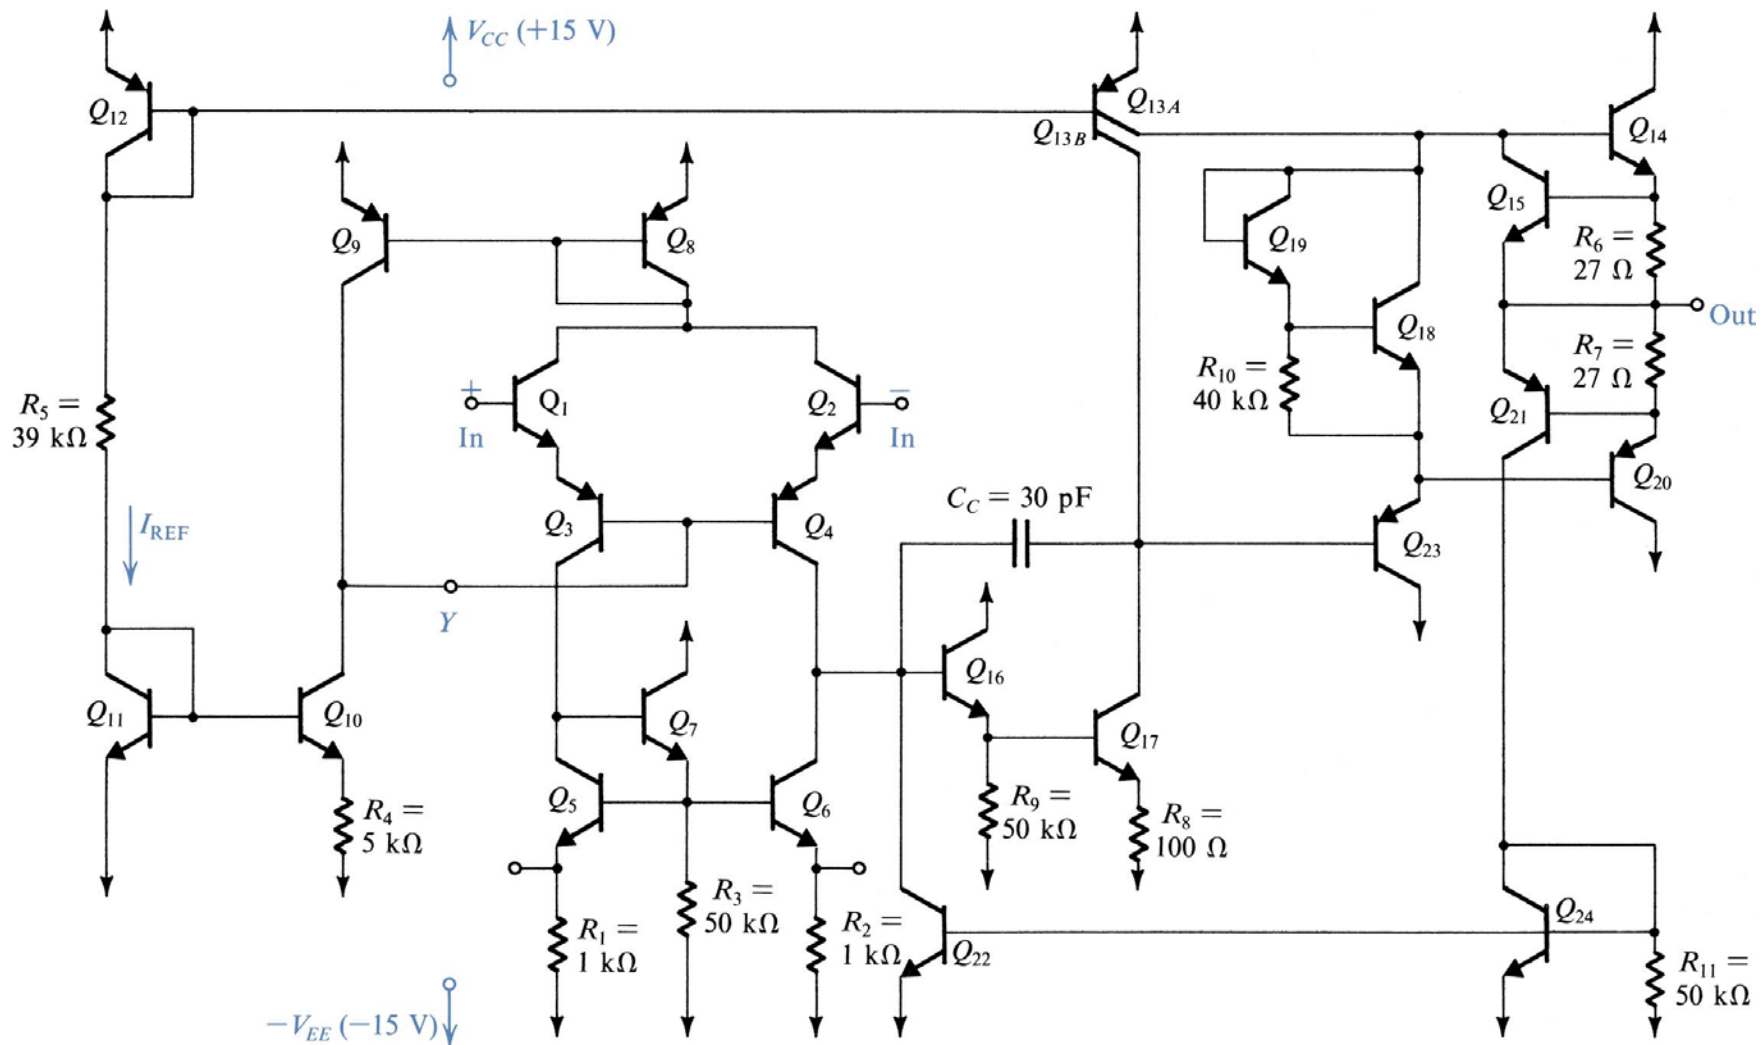 V_CC (+15 V)
Q_12
Q_13A
Q_13B
Q_14
Q_9
Q_8
Q_15
Q_19
R_6 =
27 Ω
Out
Q_18
R_7 =
27 Ω
R_5 =
39 kΩ
+
In
Q_1
Q_2
−
In
R_10 =
40 kΩ
Q_21
Q_20
I_REF
Q_3
Q_4
C_C = 30 pF
Q_23
Y
Q_11
Q_10
Q_7
Q_16
Q_17
R_4 =
5 kΩ
Q_5
Q_6
R_9 =
50 kΩ
R_8 =
100 Ω
R_1 =
1 kΩ
R_3 =
50 kΩ
R_2 =
1 kΩ
Q_22
Q_24
R_11 =
50 kΩ
−V_EE (−15 V)